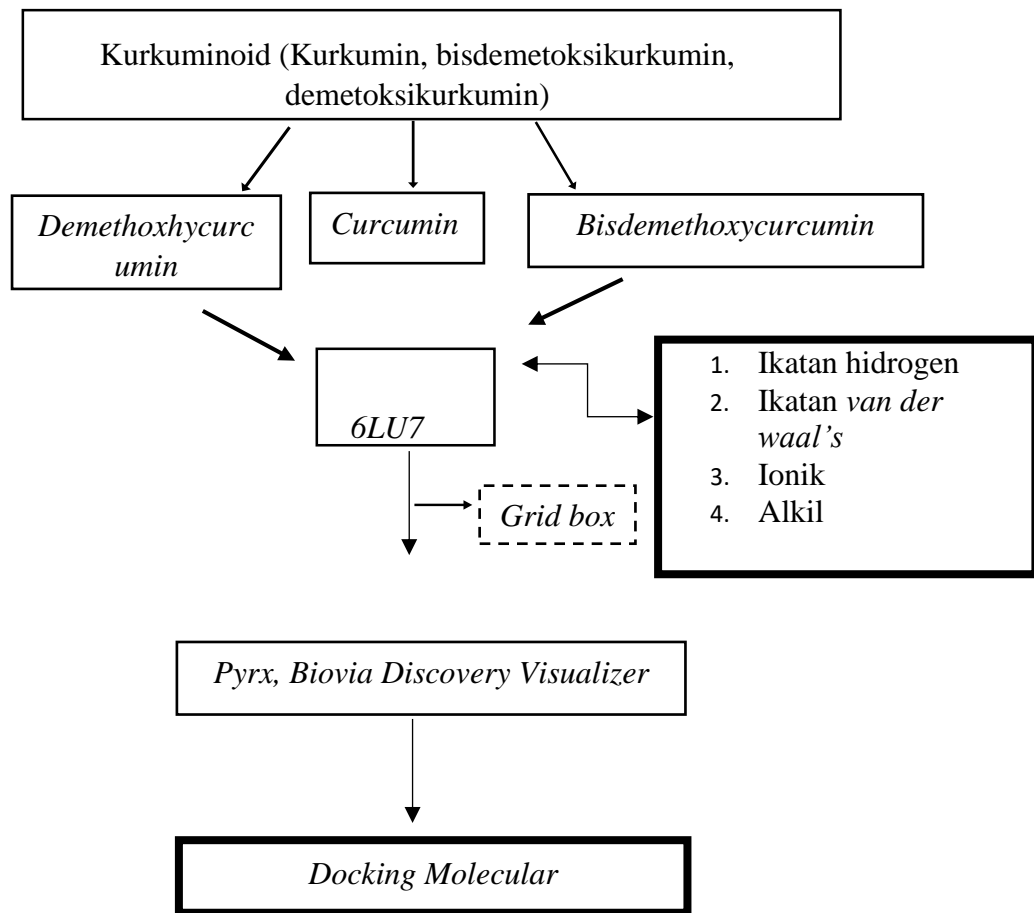 Kurkuminoid (Kurkumin, bisdemetoksikurkumin,
demetoksikurkumin)
Demethoxhycurc
umin
Curcumin
Bisdemethoxycurcumin
6LU7
1. Ikatan hidrogen
2. Ikatan van der
waal's
3. Ionik
4. Alkil
Grid box
Pyrx, Biovia Discovery Visualizer
Docking Molecular